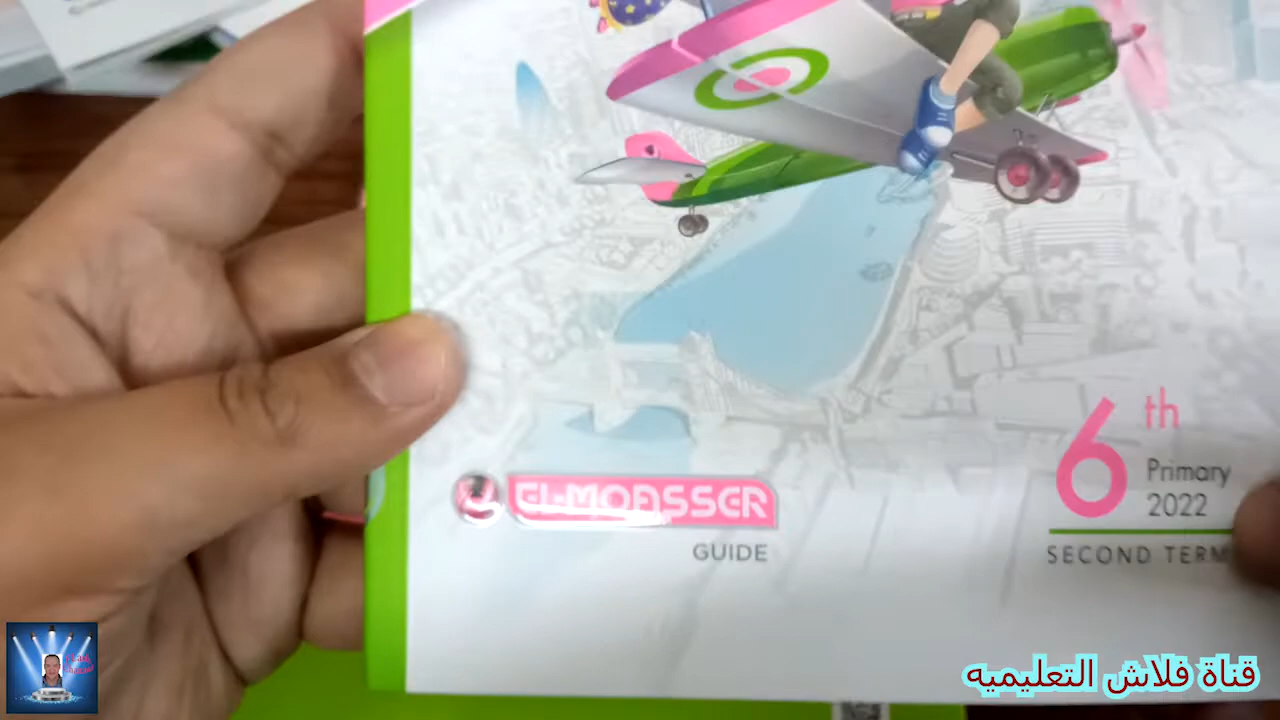 6th
Primary
2022
SECOND TERM
EL-MOASSER
GUIDE
قناة فلاش التعليميه